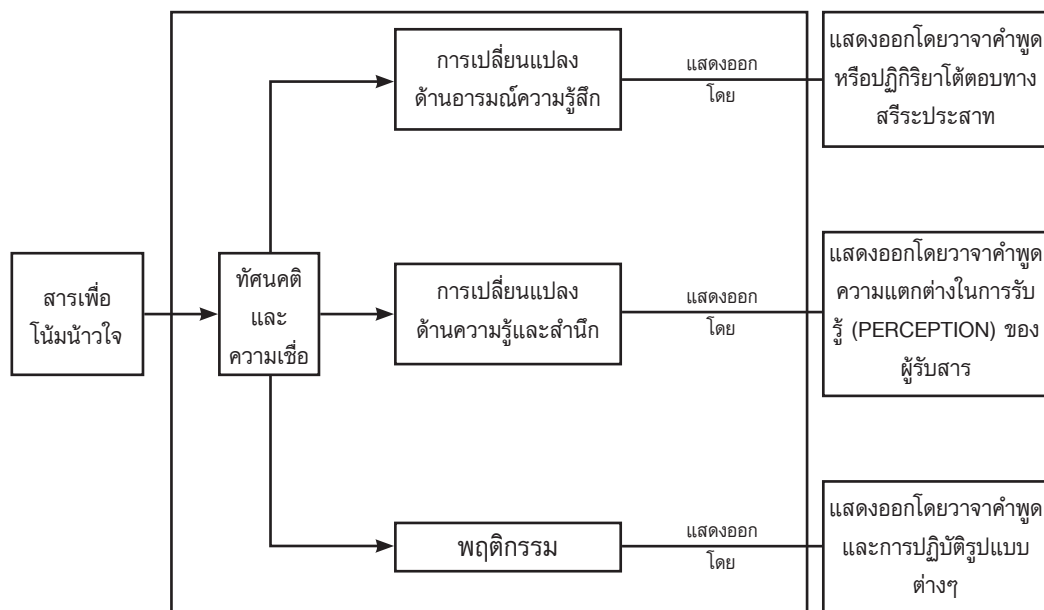 การเปลี่ยนแปลง
ด้านอารมณ์ความรู้สึก
แสดงออก
โดย
แสดงออกโดยวาจาคำพูด
หรือปฏิกิริยาโต้ตอบทาง
สรีระประสาท
สารเพื่อ
โน้มน้าวใจ
ทัศนคติ
และ
ความเชื่อ
การเปลี่ยนแปลง
ด้านความรู้และสำนึก
แสดงออก
โดย
แสดงออกโดยวาจาคำพูด
ความแตกต่างในการรับ
รู้ (PERCEPTION) ของ
ผู้รับสาร
พฤติกรรม
แสดงออก
โดย
แสดงออกโดยวาจาคำพูด
และการปฏิบัติรูปแบบ
ต่างๆ